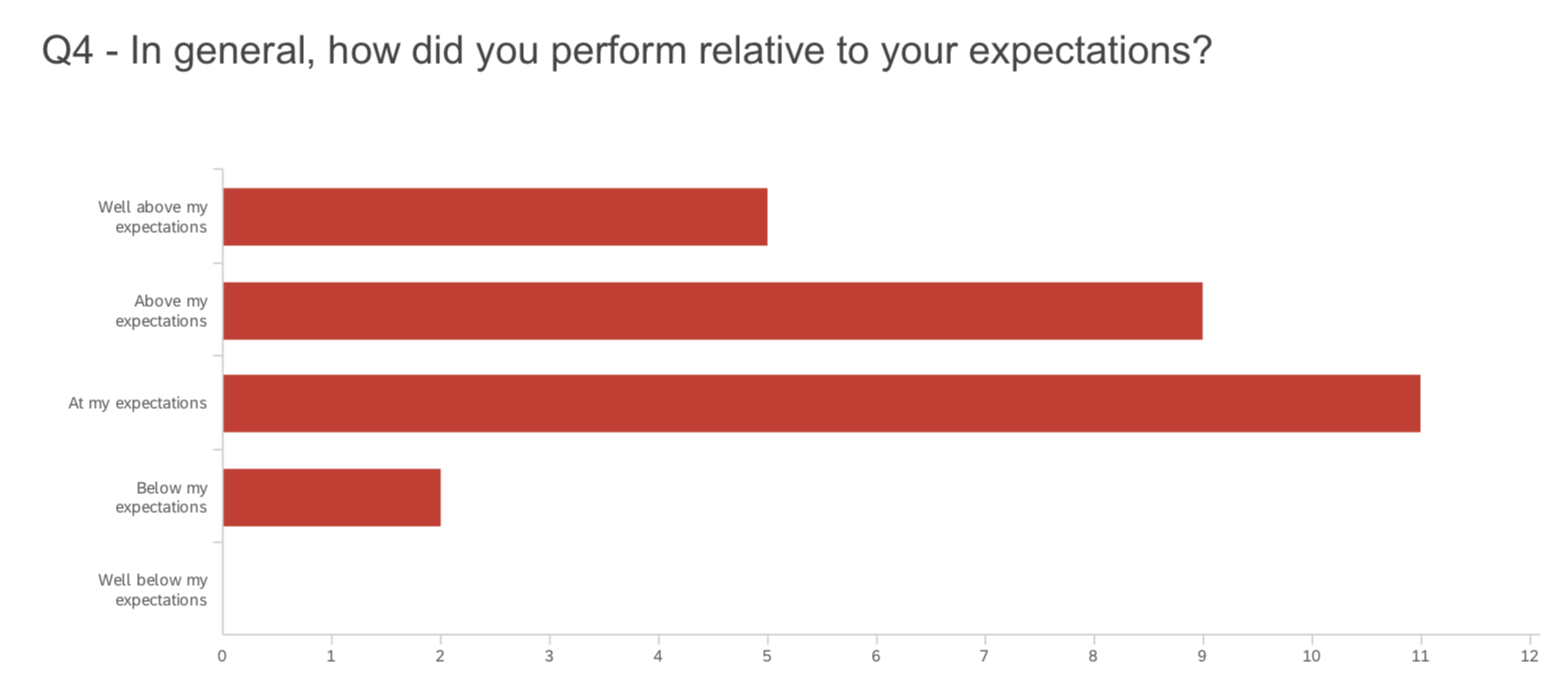 Q4 - In general, how did you perform relative to your expectations?
Well above my
expectations
Above my
expectations
At my expectations
Below my
expectations
Well below my
expectations
0 1 2 3 4 5 6 7 8 9 10 11 12